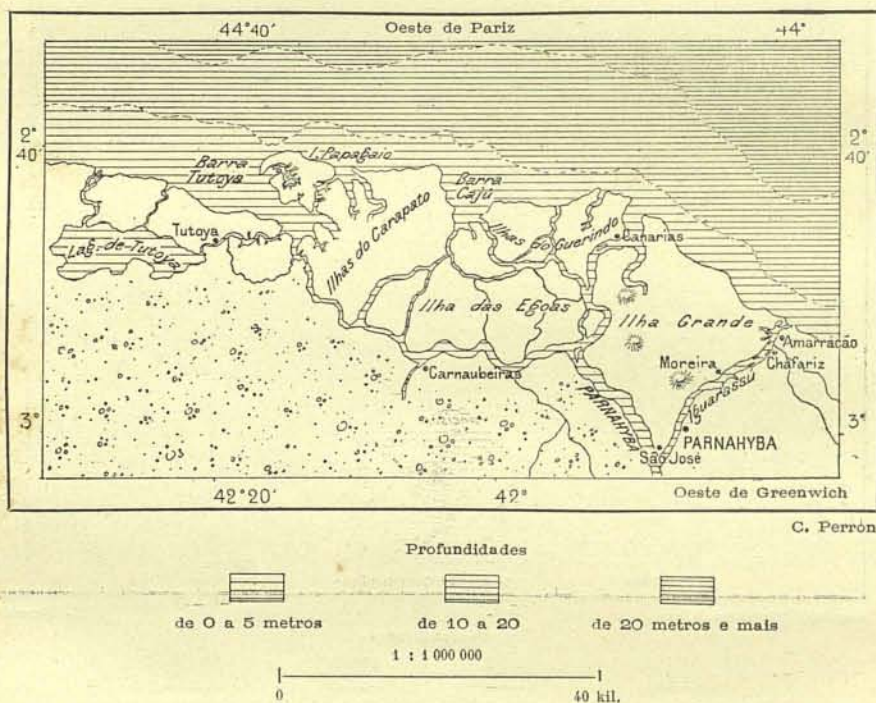 44°40'
Oeste de Pariz
44°
2°
40'
2°
40'
Barra
Tutoya
I. Papagaio
Barra
Cajú
Ilhas do Carapato
Ilhas do Guerindo
Tutoya
Canarias
Lag. de Tutoya
Ilha das Egoas
Ilha Grande
Amarração
Moreira
Chafariz
Carnaubeiras
Iguarassú
PARNAHYBA
3°
3°
PARNAHYBA
São José
42°20'
42°
Oeste de Greenwich
C. Perron
Profundidades
de 0 a 5 metros
de 10 a 20
de 20 metros e mais
1 : 1 000 000
0
40 kil.